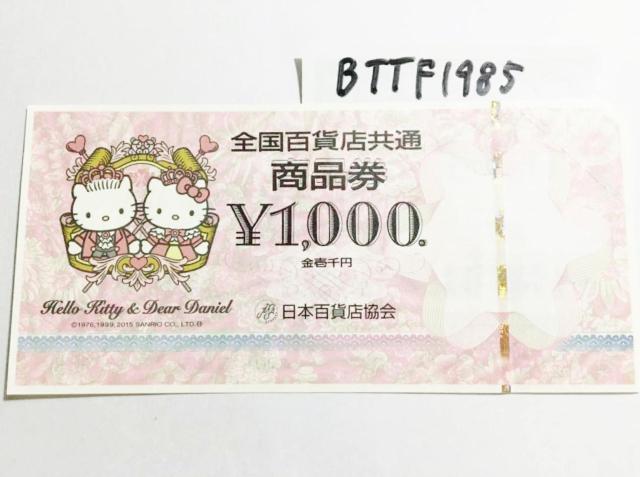 BTTF1985
全国百貨店共通
商品券
¥1,000.
金壱千円
Hello Kitty & Dear Daniel
©1976,1999,2015 SANRIO CO., LTD.Ⓗ
日本百貨店協会